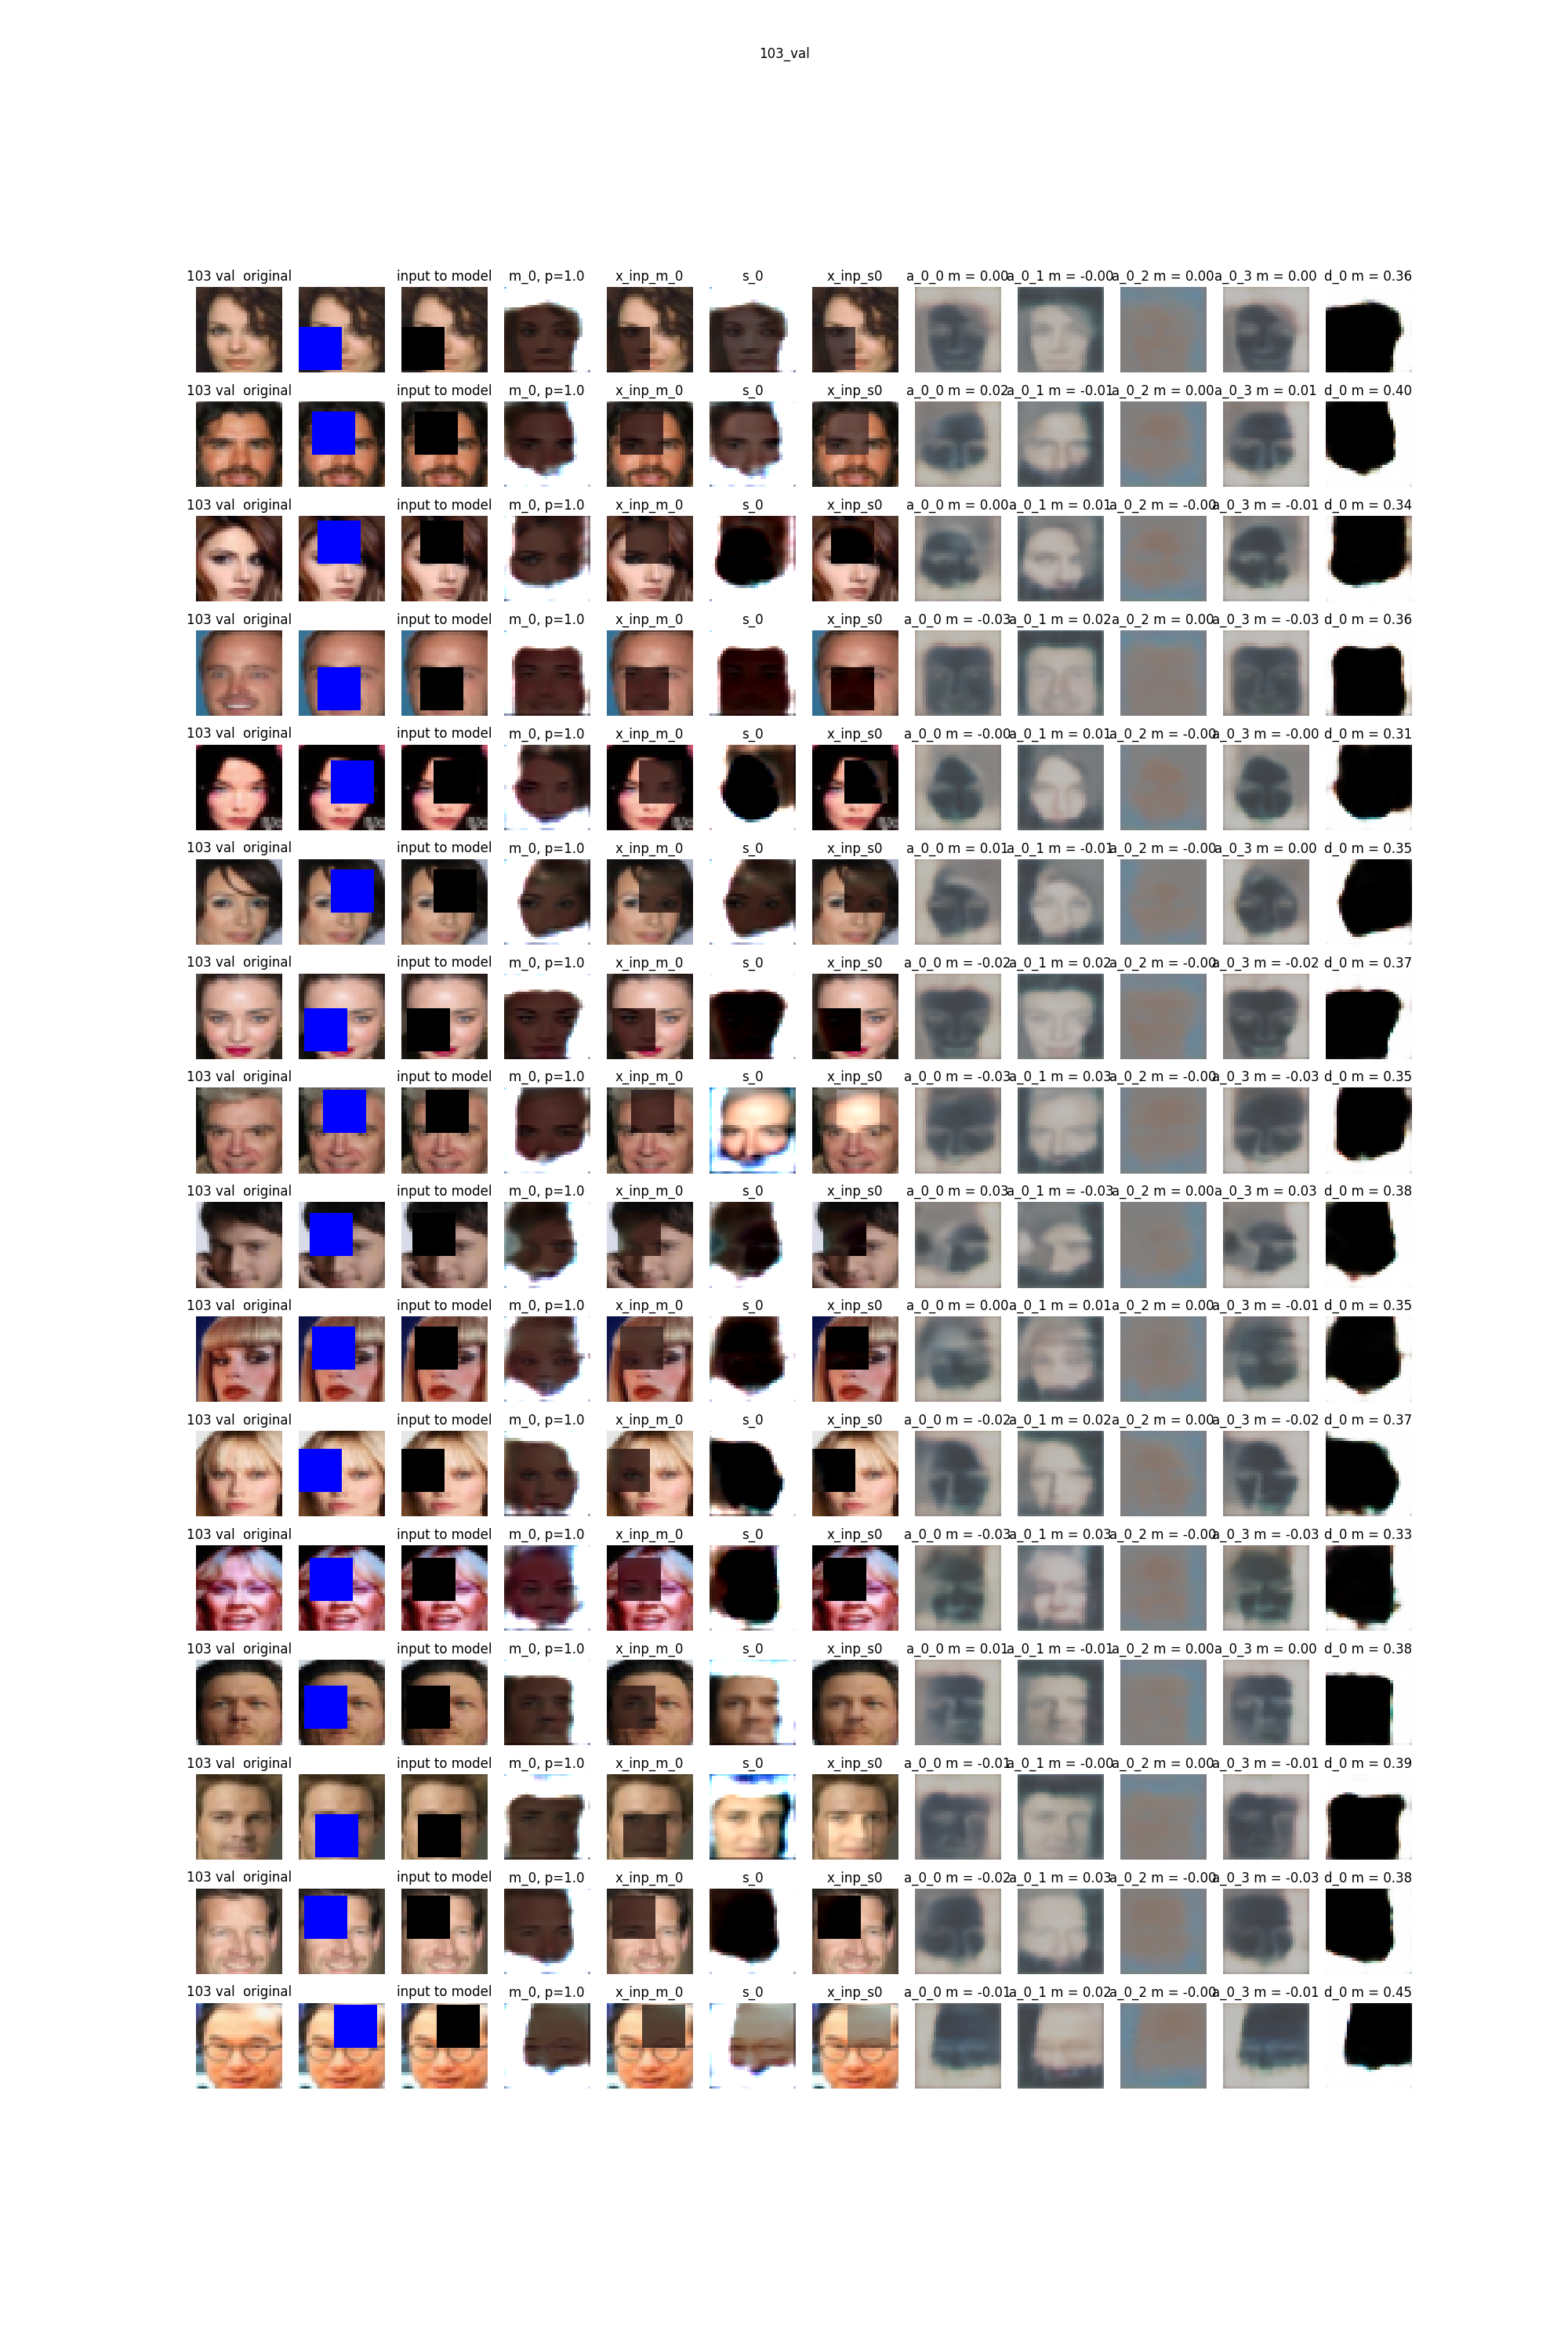 103_val
103 val original input to model m_0, p=1.0 x_inp_m_0 s_0 x_inp_s0 a_0_0 m = 0.00 a_0_1 m = -0.00 a_0_2 m = 0.00 a_0_3 m = 0.00 d_0 m = 0.36
103 val original input to model m_0, p=1.0 x_inp_m_0 s_0 x_inp_s0 a_0_0 m = 0.02 a_0_1 m = -0.01 a_0_2 m = 0.00 a_0_3 m = 0.01 d_0 m = 0.40
103 val original input to model m_0, p=1.0 x_inp_m_0 s_0 x_inp_s0 a_0_0 m = 0.00 a_0_1 m = 0.01 a_0_2 m = -0.00 a_0_3 m = -0.01 d_0 m = 0.34
103 val original input to model m_0, p=1.0 x_inp_m_0 s_0 x_inp_s0 a_0_0 m = -0.03 a_0_1 m = 0.02 a_0_2 m = 0.00 a_0_3 m = -0.03 d_0 m = 0.36
103 val original input to model m_0, p=1.0 x_inp_m_0 s_0 x_inp_s0 a_0_0 m = -0.00 a_0_1 m = 0.01 a_0_2 m = -0.00 a_0_3 m = -0.00 d_0 m = 0.31
103 val original input to model m_0, p=1.0 x_inp_m_0 s_0 x_inp_s0 a_0_0 m = 0.01 a_0_1 m = -0.01 a_0_2 m = -0.00 a_0_3 m = 0.00 d_0 m = 0.35
103 val original input to model m_0, p=1.0 x_inp_m_0 s_0 x_inp_s0 a_0_0 m = -0.02 a_0_1 m = 0.02 a_0_2 m = -0.00 a_0_3 m = -0.02 d_0 m = 0.37
103 val original input to model m_0, p=1.0 x_inp_m_0 s_0 x_inp_s0 a_0_0 m = -0.03 a_0_1 m = 0.03 a_0_2 m = -0.00 a_0_3 m = -0.03 d_0 m = 0.35
103 val original input to model m_0, p=1.0 x_inp_m_0 s_0 x_inp_s0 a_0_0 m = 0.03 a_0_1 m = -0.03 a_0_2 m = 0.00 a_0_3 m = 0.03 d_0 m = 0.38
103 val original input to model m_0, p=1.0 x_inp_m_0 s_0 x_inp_s0 a_0_0 m = 0.00 a_0_1 m = 0.01 a_0_2 m = 0.00 a_0_3 m = -0.01 d_0 m = 0.35
103 val original input to model m_0, p=1.0 x_inp_m_0 s_0 x_inp_s0 a_0_0 m = -0.02 a_0_1 m = 0.02 a_0_2 m = 0.00 a_0_3 m = -0.02 d_0 m = 0.37
103 val original input to model m_0, p=1.0 x_inp_m_0 s_0 x_inp_s0 a_0_0 m = -0.03 a_0_1 m = 0.03 a_0_2 m = -0.00 a_0_3 m = -0.03 d_0 m = 0.33
103 val original input to model m_0, p=1.0 x_inp_m_0 s_0 x_inp_s0 a_0_0 m = 0.01 a_0_1 m = -0.01 a_0_2 m = 0.00 a_0_3 m = 0.00 d_0 m = 0.38
103 val original input to model m_0, p=1.0 x_inp_m_0 s_0 x_inp_s0 a_0_0 m = -0.01 a_0_1 m = -0.00 a_0_2 m = 0.00 a_0_3 m = -0.01 d_0 m = 0.39
103 val original input to model m_0, p=1.0 x_inp_m_0 s_0 x_inp_s0 a_0_0 m = -0.02 a_0_1 m = 0.03 a_0_2 m = -0.00 a_0_3 m = -0.03 d_0 m = 0.38
103 val original input to model m_0, p=1.0 x_inp_m_0 s_0 x_inp_s0 a_0_0 m = -0.01 a_0_1 m = 0.02 a_0_2 m = -0.00 a_0_3 m = -0.01 d_0 m = 0.45